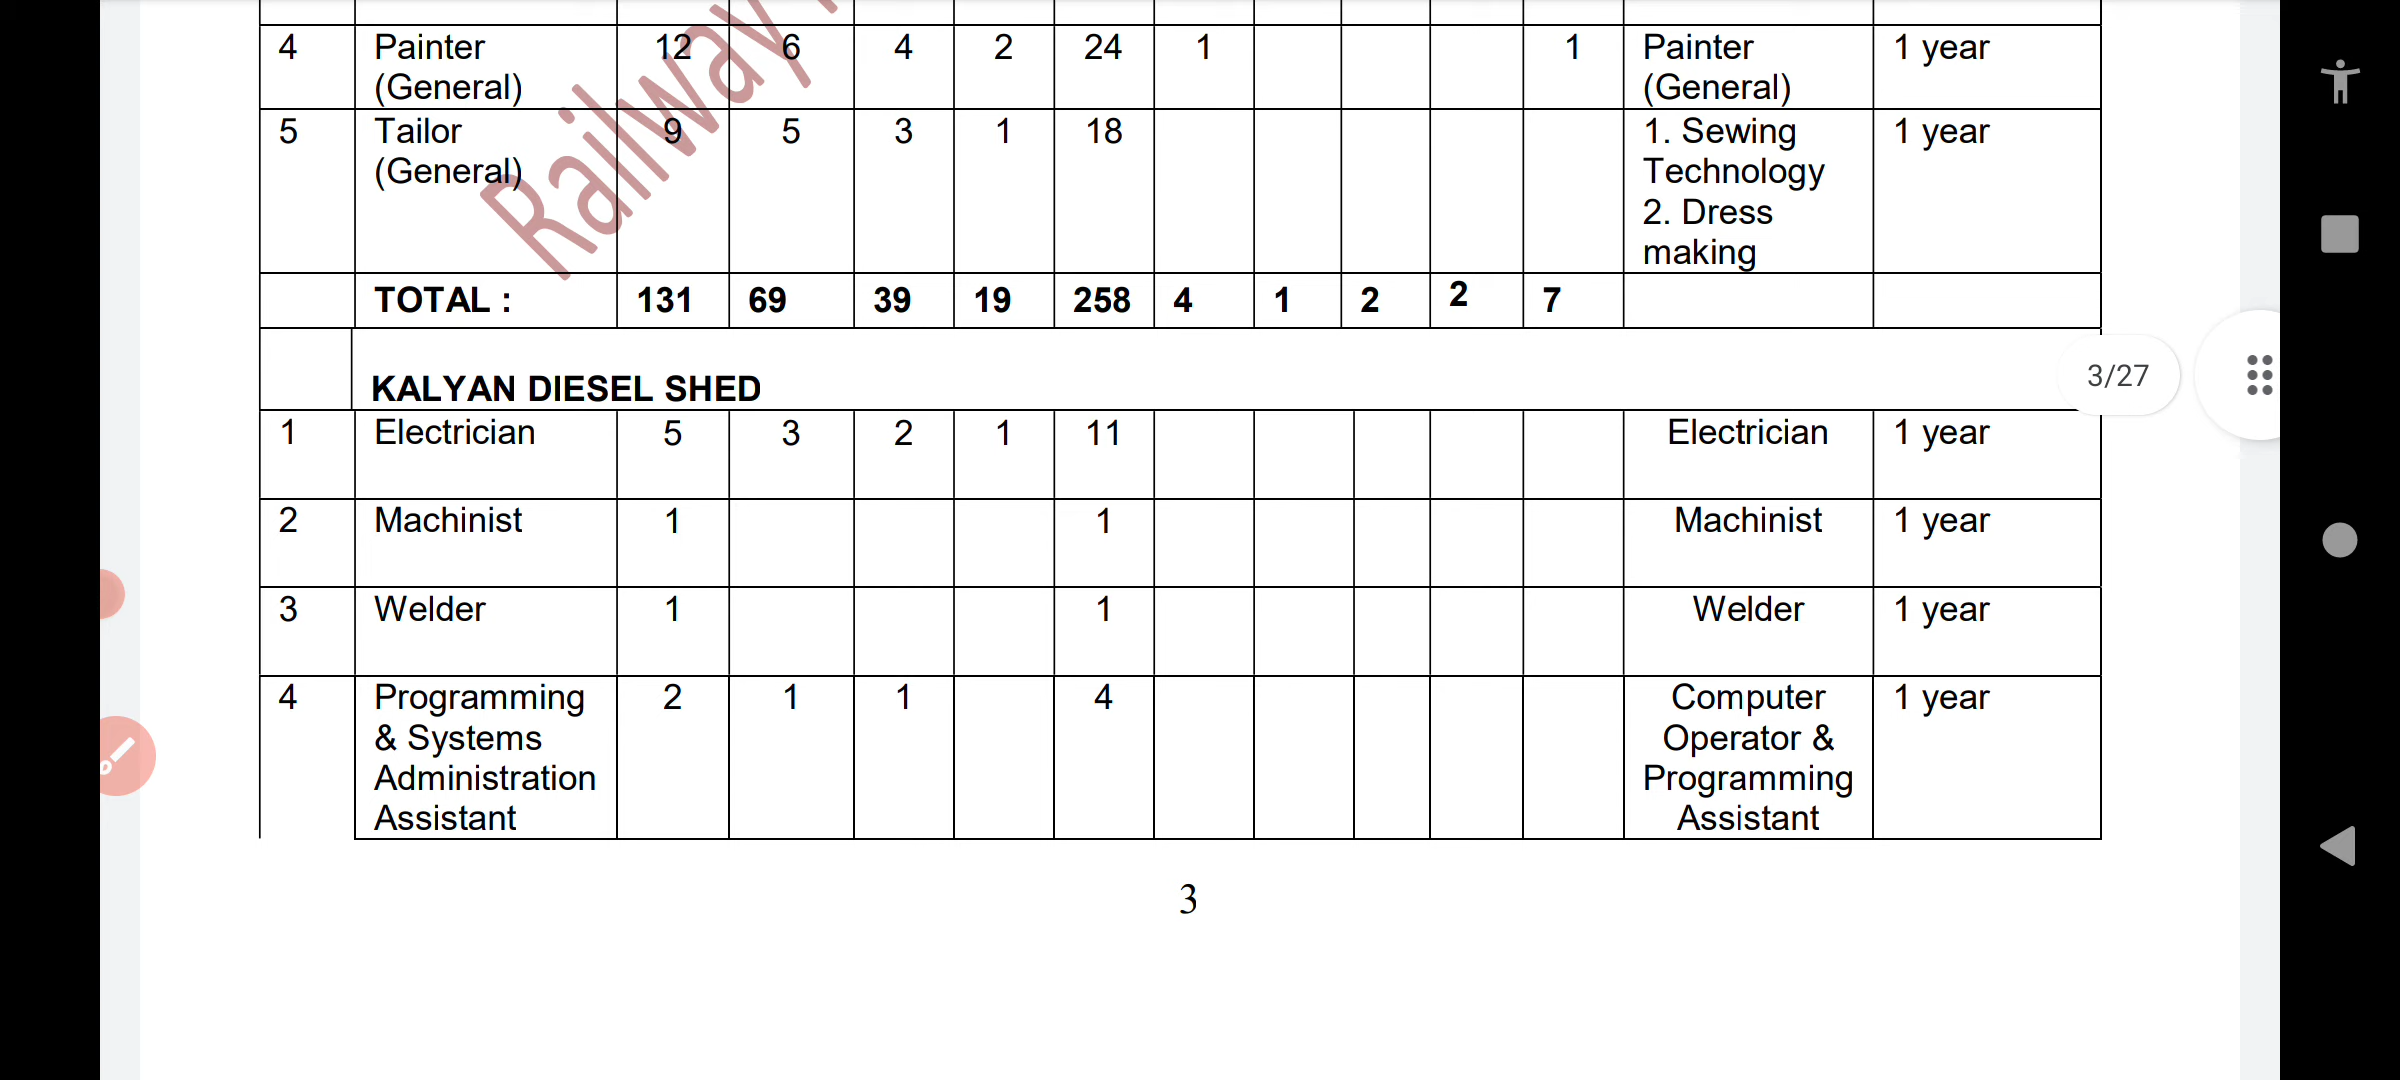 4 Painter 12 6 4 2 24 1 1 Painter 1 year
(General) (General)
5 Tailor 9 5 3 1 18 1. Sewing 1 year
(General) Technology
2. Dress
making
Railway
TOTAL : 131 69 39 19 258 4 1 2 2 7
KALYAN DIESEL SHED
3/27
1 Electrician 5 3 2 1 11 Electrician 1 year
2 Machinist 1 1 Machinist 1 year
3 Welder 1 1 Welder 1 year
4 Programming 2 1 1 4 Computer 1 year
& Systems Operator &
Administration Programming
Assistant Assistant
3